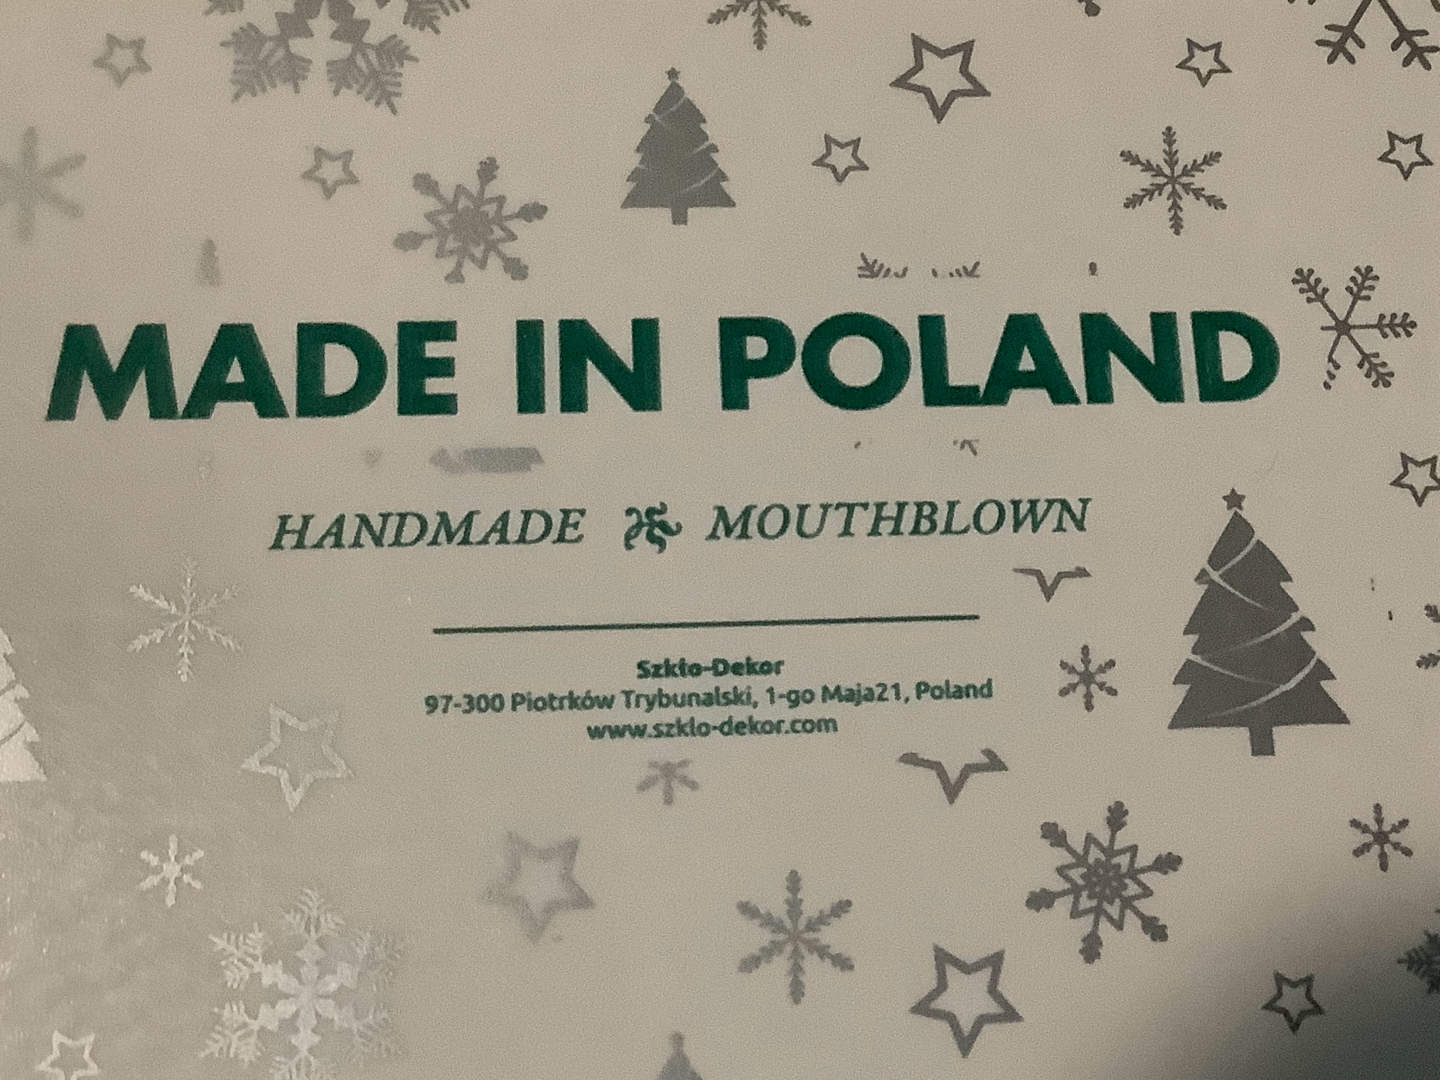 MADE IN POLAND
HANDMADE MOUTHBLOWN
Szkło-Dekor
97-300 Piotrków Trybunalski, 1-go Maja21, Poland
www.szklo-dekor.com